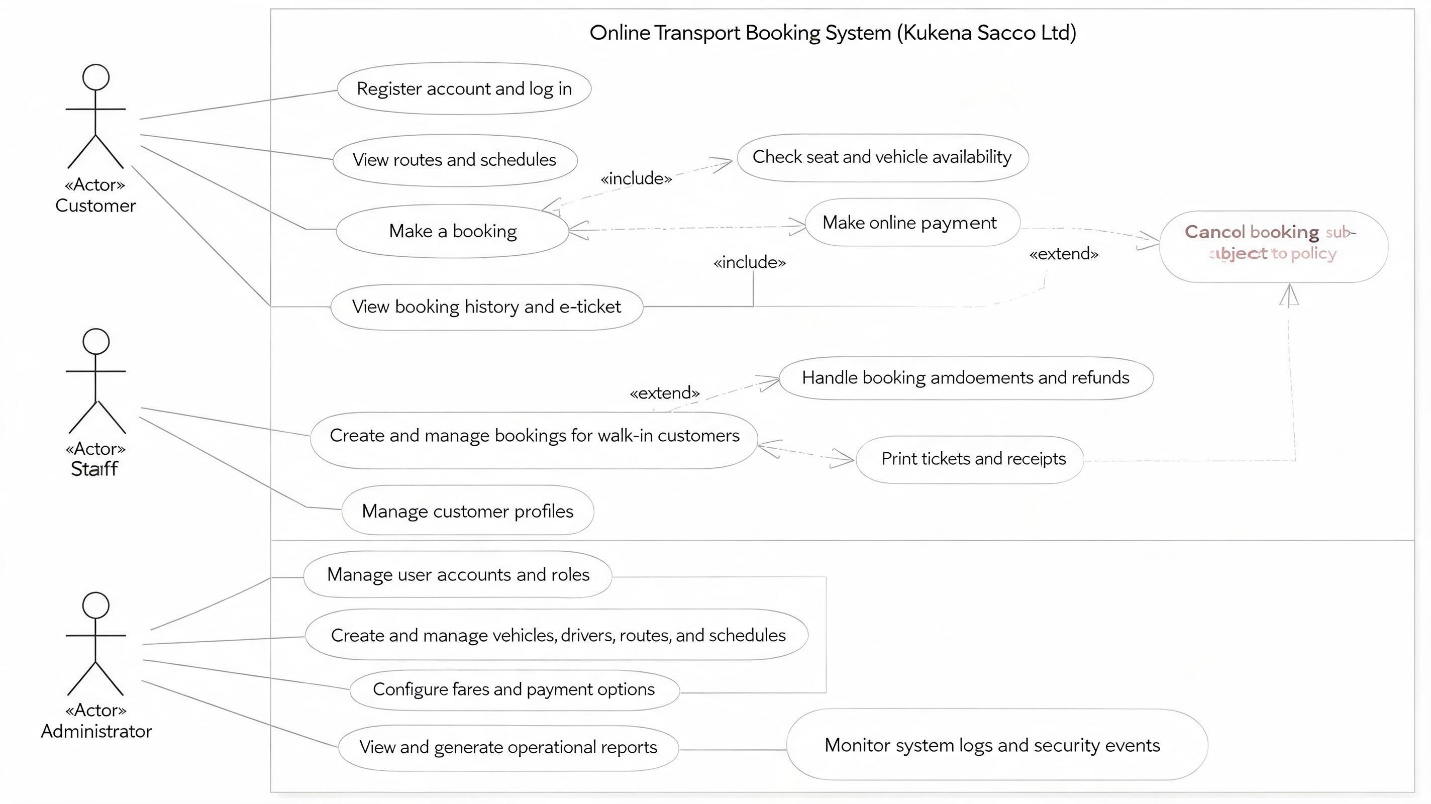 Online Transport Booking System (Kukena Sacco Ltd)
Register account and log in
View routes and schedules
Check seat and vehicle availability
«include»
«Actor»
Customer
Make a booking
Make online payment
Cancol booking sub-
ubject to policy
«include»
«extend»
View booking history and e-ticket
Handle booking amdoements and refunds
«extend»
Create and manage bookings for walk-in customers
«Actor»
Staff
Print tickets and receipts
Manage customer profiles
Manage user accounts and roles
Create and manage vehicles, drivers, routes, and schedules
Configure fares and payment options
«Actor»
Administrator
View and generate operational reports
Monitor system logs and security events